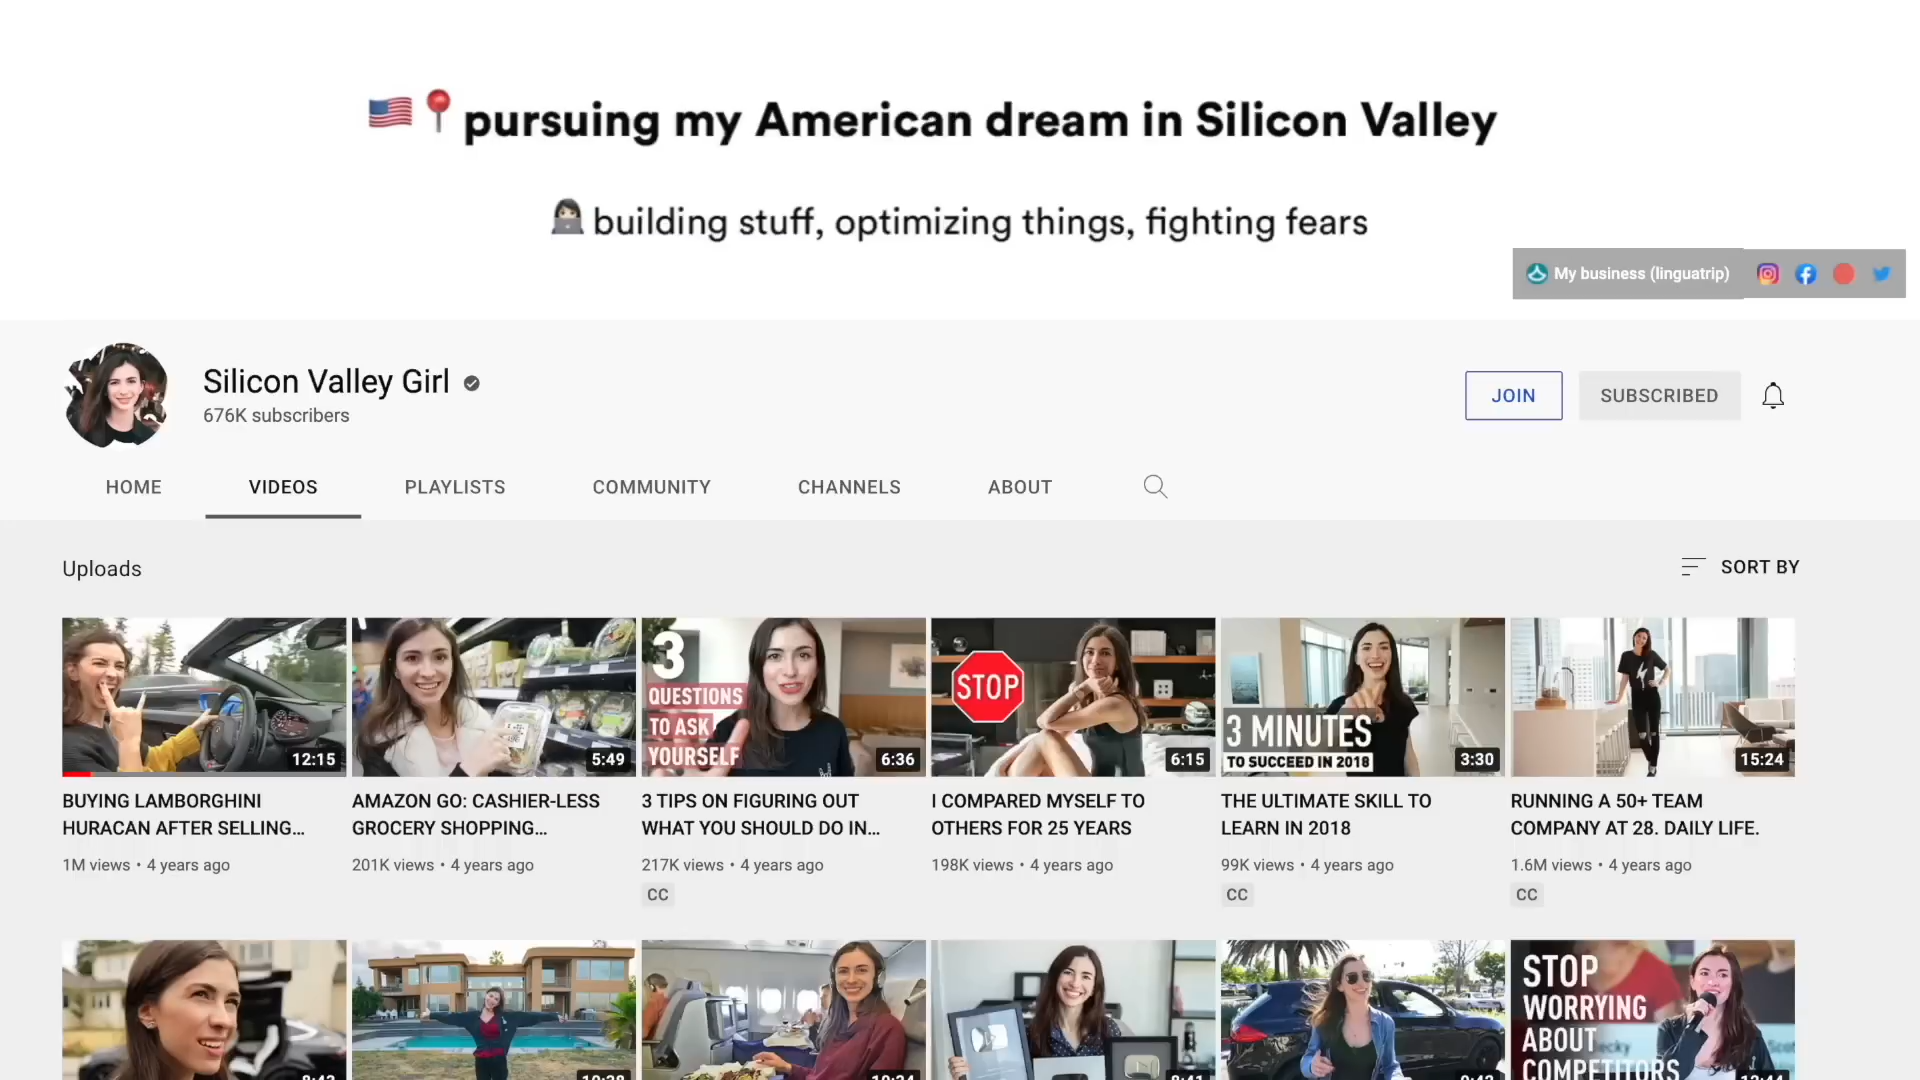 pursuing my American dream in Silicon Valley
building stuff, optimizing things, fighting fears
My business (linguatrip)
Silicon Valley Girl
676K subscribers
JOIN
SUBSCRIBED
HOME
VIDEOS
PLAYLISTS
COMMUNITY
CHANNELS
ABOUT
Uploads
SORT BY
12:15
5:49
3
QUESTIONS
TO ASK
YOURSELF
6:36
STOP
6:15
3 MINUTES
TO SUCCEED IN 2018
3:30
15:24
BUYING LAMBORGHINI
HURACAN AFTER SELLING...
1M views • 4 years ago
AMAZON GO: CASHIER-LESS
GROCERY SHOPPING...
201K views • 4 years ago
3 TIPS ON FIGURING OUT
WHAT YOU SHOULD DO IN...
217K views • 4 years ago
CC
I COMPARED MYSELF TO
OTHERS FOR 25 YEARS
198K views • 4 years ago
THE ULTIMATE SKILL TO
LEARN IN 2018
99K views • 4 years ago
CC
RUNNING A 50+ TEAM
COMPANY AT 28. DAILY LIFE.
1.6M views • 4 years ago
CC
STOP
WORRYING
ABOUT
COMPETITORS